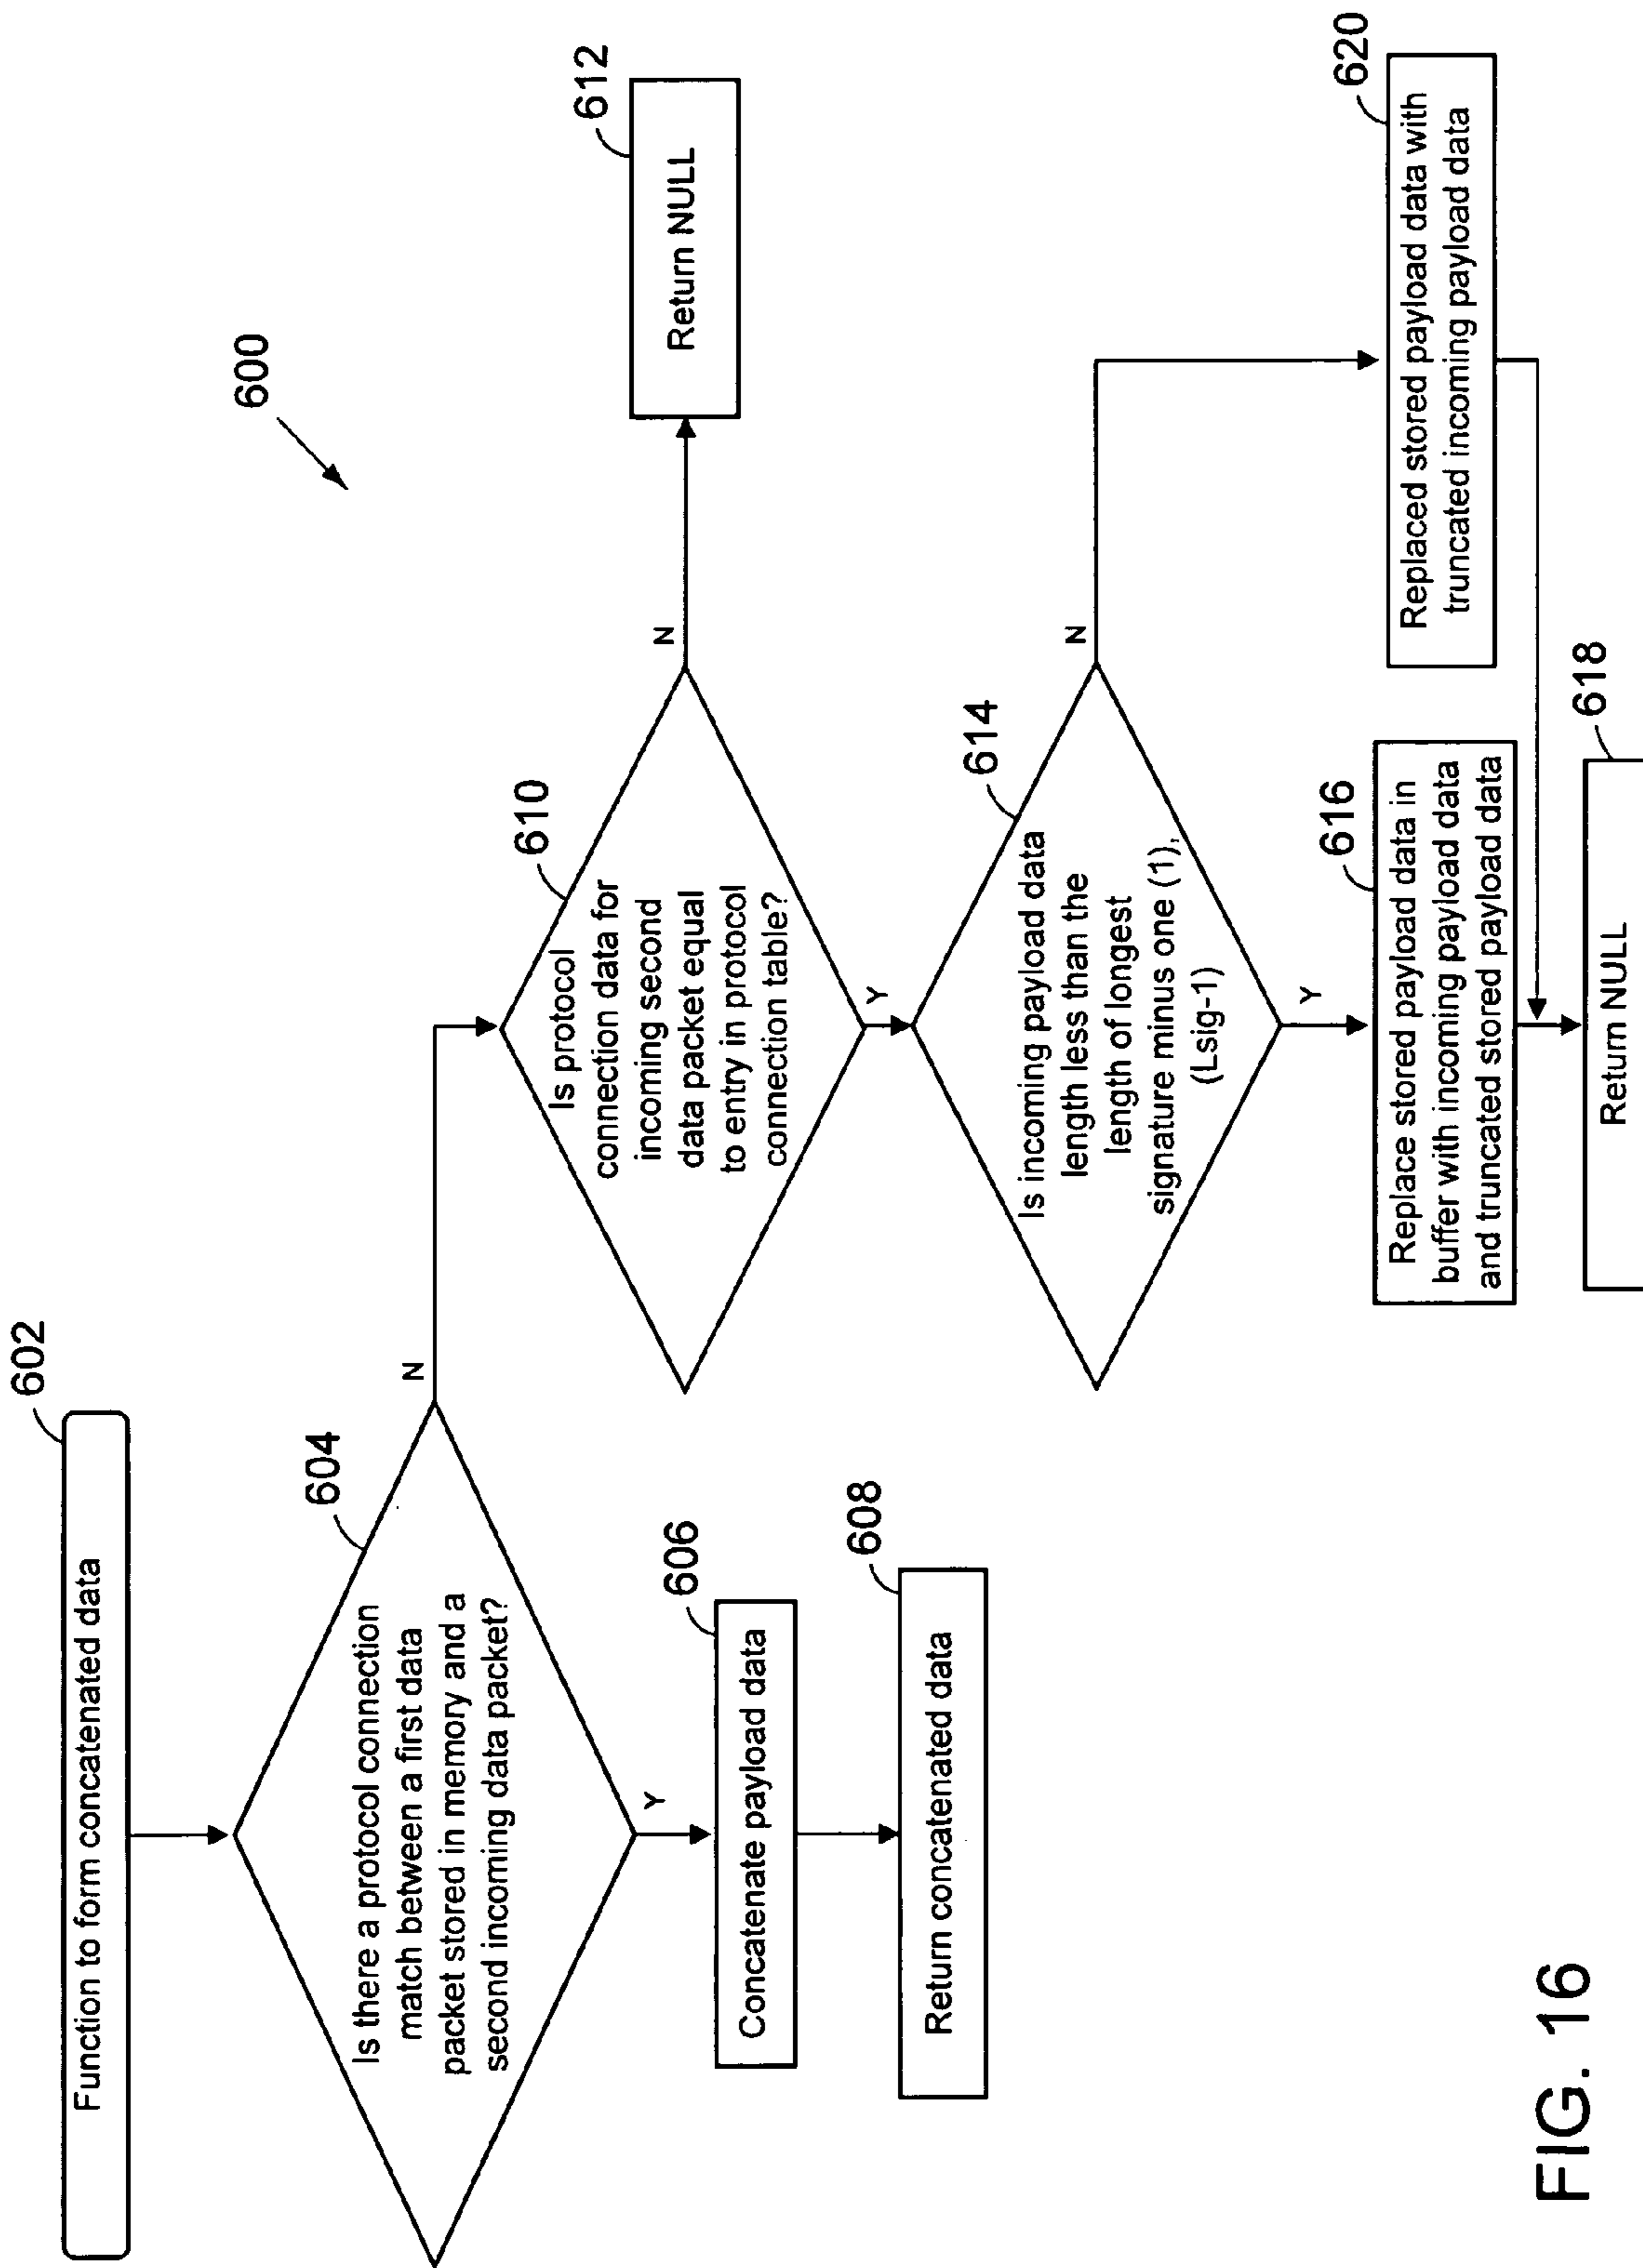 600
602
Function to form concatenated data
604
Is there a protocol connection
match between a first data
packet stored in memory and a
second incoming data packet?
N
Y
606
Concatenate payload data
608
Return concatenated data
610
Is protocol
connection data for
incoming second
data packet equal
to entry in protocol
connection table?
N
Y
612
Return NULL
614
Is incoming payload data
length less than the
length of longest
signature minus one (1),
(Lsig-1)
N
Y
616
Replace stored payload data in
buffer with incoming payload data
and truncated stored payload data
620
Replaced stored payload data with
truncated incoming payload data
618
Return NULL
FIG. 16